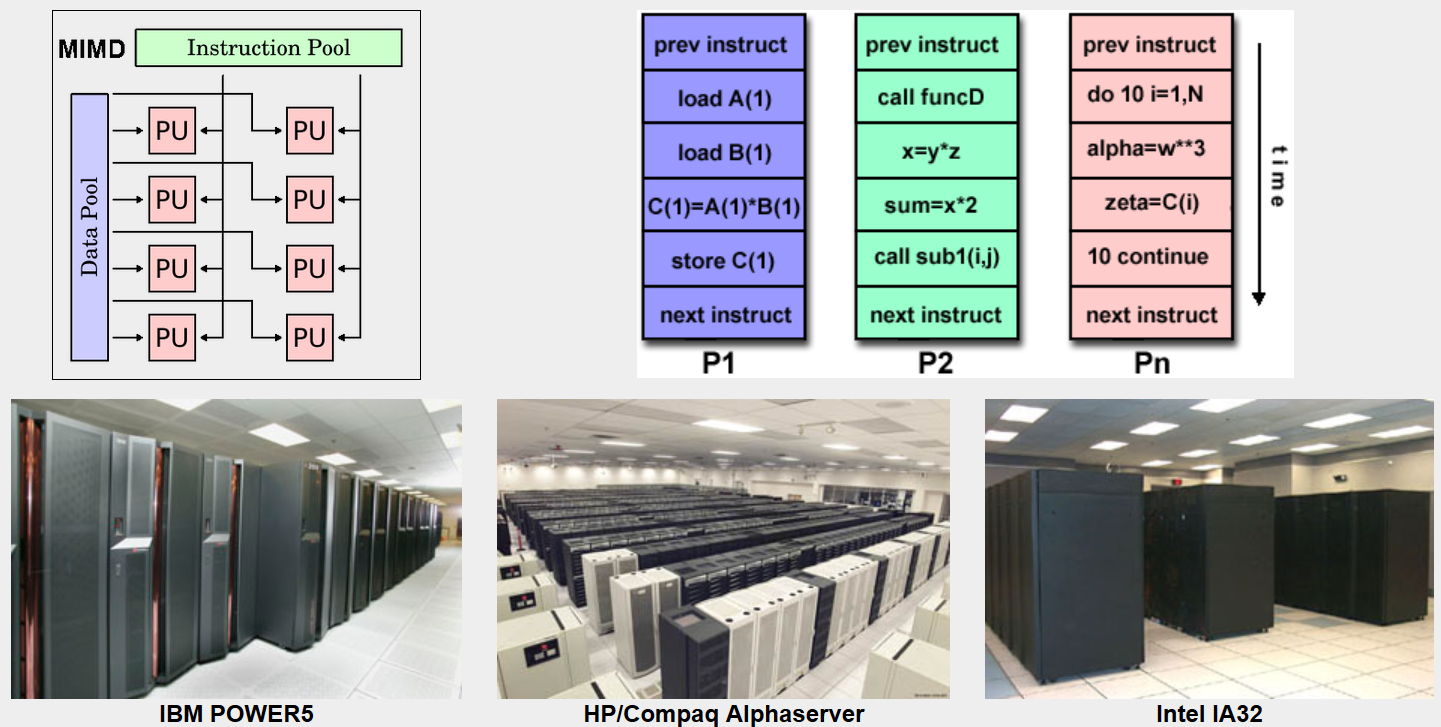 MIMD
Instruction Pool
Data Pool
PU PU
PU PU
PU PU
PU PU
prev instruct
load A(1)
load B(1)
C(1)=A(1)*B(1)
store C(1)
next instruct
P1
prev instruct
call funcD
x=y*z
sum=x*2
call sub1(i,j)
next instruct
P2
prev instruct
do 10 i=1,N
alpha=w**3
zeta=C(i)
10 continue
next instruct
Pn
time
IBM POWER5
HP/Compaq Alphaserver
Intel IA32